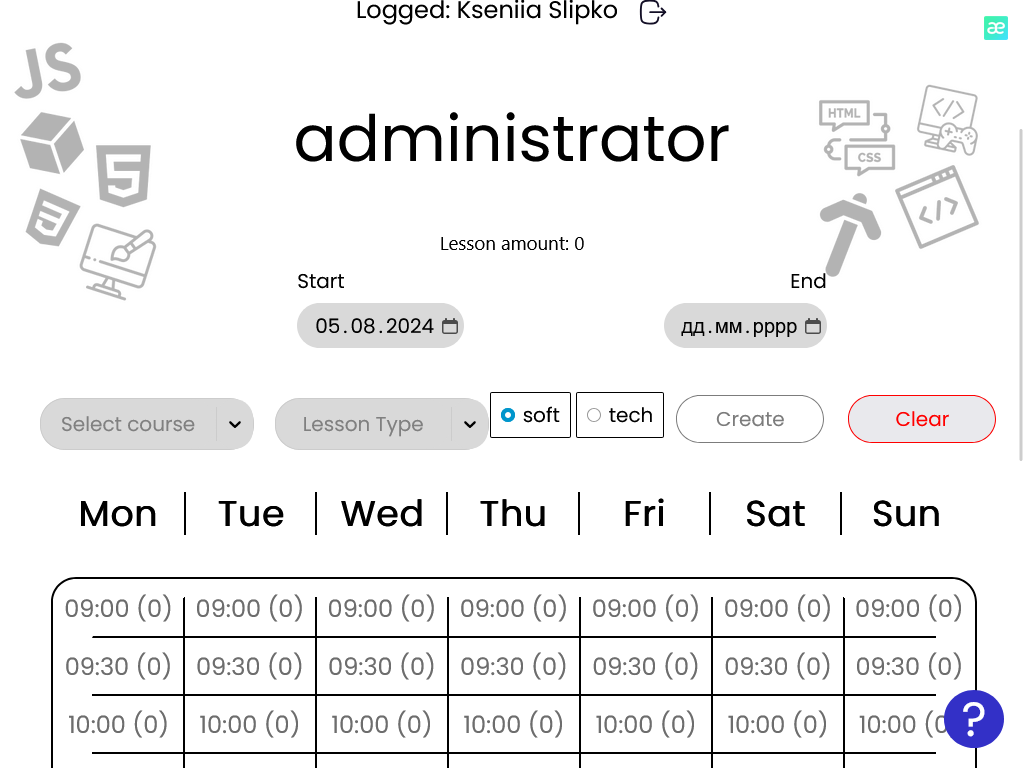 Logged: Kseniia Slipko
æ
JS
HTML
CSS
5
3
</>
</>
administrator
Lesson amount: 0
Start
End
05.08.2024
дд.мм.рррр
Select course
Lesson Type
soft
tech
Create
Clear
Mon Tue Wed Thu Fri Sat Sun
09:00 (0) 09:00 (0) 09:00 (0) 09:00 (0) 09:00 (0) 09:00 (0) 09:00 (0)
09:30 (0) 09:30 (0) 09:30 (0) 09:30 (0) 09:30 (0) 09:30 (0) 09:30 (0)
10:00 (0) 10:00 (0) 10:00 (0) 10:00 (0) 10:00 (0) 10:00 (0) 10:00 (0
?